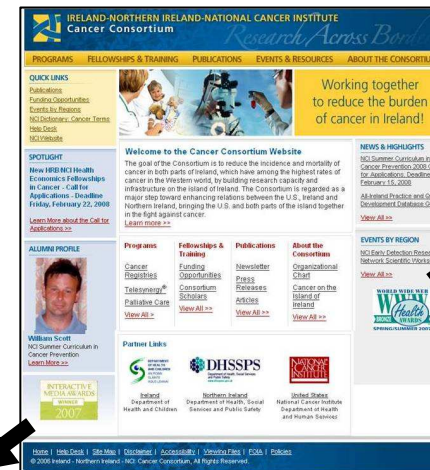 IRELAND-NORTHERN IRELAND-NATIONAL CANCER INSTITUTE
Cancer Consortium
Research Across
PROGRAMS FELLOWSHIPS & TRAINING PUBLICATIONS EVENTS & RESOURCES ABOUT THE CONSORTIU
QUICK LINKS
Publications
Funding Opportunities
Events by Regions
NCI Dictionary, Cancer Terms
Help Desk
NCI Website
Working together
to reduce the burden
of cancer in Ireland!
SPOTLIGHT
New HRB/NCI Health
Economics Fellowships
in Cancer - Call for
Applications - Deadline
Friday, February 22, 2008
Learn More about the Call for
Applications >>
Welcome to the Cancer Consortium Website
The goal of the Consortium is to reduce the incidence and mortality of
cancer in both parts of Ireland, which have among the highest rates of
cancer in the Western world, by building research capacity and
infrastructure on the island of Ireland. The Consortium is regarded as a
major step toward enhancing relations between the U.S., Ireland and
Northern Ireland, bringing the U.S. and both parts of the island together
in the fight against cancer.
Learn more >>
NEWS & HIGHLIGHTS
NCI Summer Curriculum in
Cancer Prevention 2008
for Applications, Deadline
February 15, 2008
All-Ireland Practice and
Development Database
View All >>
EVENTS BY REGION
NCI Early Detection Resea
Network Scientific Works
View All >>
WORLD WIDE WEB
Health
AWARDS
SPRING/SUMMER 2007
ALUMNI PROFILE
William Scott
NCI Summer Curriculum in
Cancer Prevention
Learn More >>
INTERACTIVE
MEDIA AWARDS
WINNER
2007
Programs
Cancer
Registries
Telesynergy®
Palliative Care
View All >>
Fellowships &
Training
Funding
Opportunities
Consortium
Scholars
View All >>
Publications
Newsletter
Press
Releases
Articles
View All >>
About the
Consortium
Organizational
Chart
Cancer on the
Island of
Ireland
View All >>
Partner Links
DEPARTMENT
OF HEALTH
AND CHILDREN
Ireland
Department of
Health and Children
DHSSPS
Northern Ireland
Department of Health, Social
Services and Public Safety
NATIONAL
CANCER
INSTITUTE
United States
National Cancer Institute
Department of Health
and Human Services
Home | Help Desk | Site Map | Disclaimer | Accessibility | Viewing Files | FOIA | Policies
© 2006 Ireland - Northern Ireland - NCI: Cancer Consortium, All Rights Reserved.